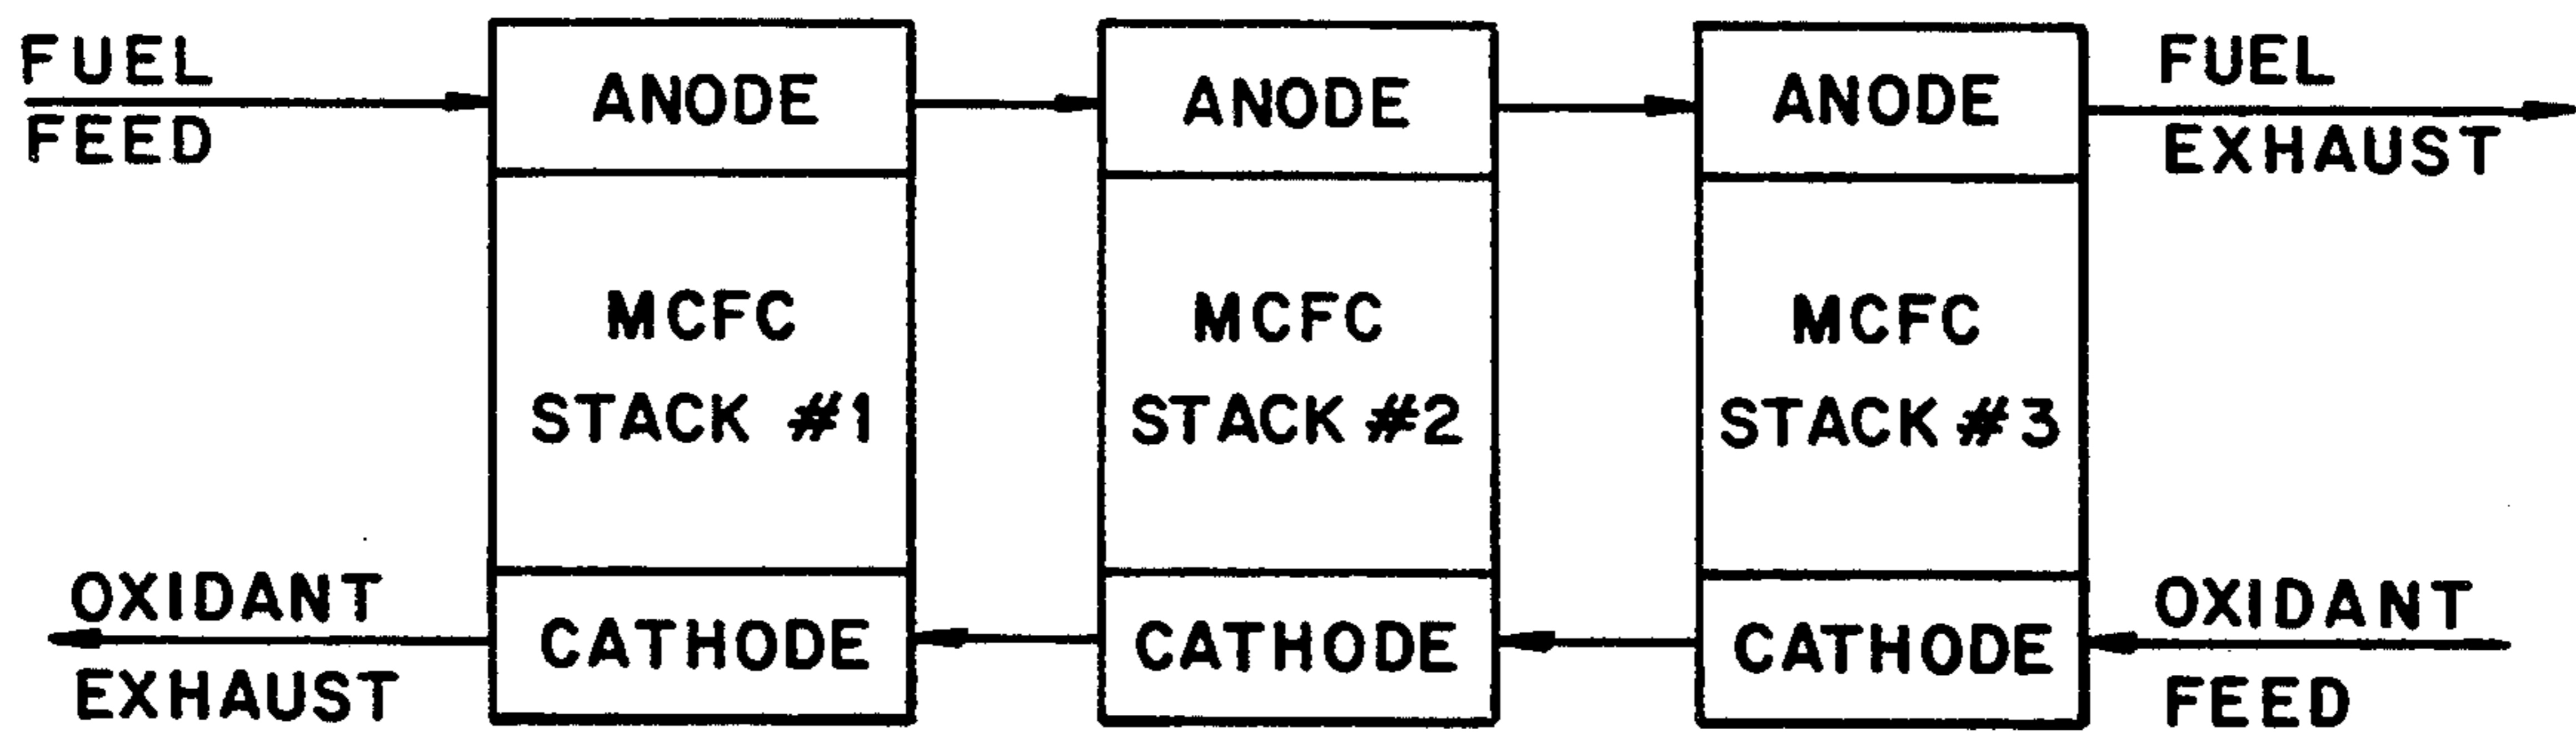 FUEL
FEED
ANODE
MCFC
STACK #1
CATHODE
OXIDANT
EXHAUST
ANODE
MCFC
STACK #2
CATHODE
ANODE
MCFC
STACK #3
CATHODE
FUEL
EXHAUST
OXIDANT
FEED